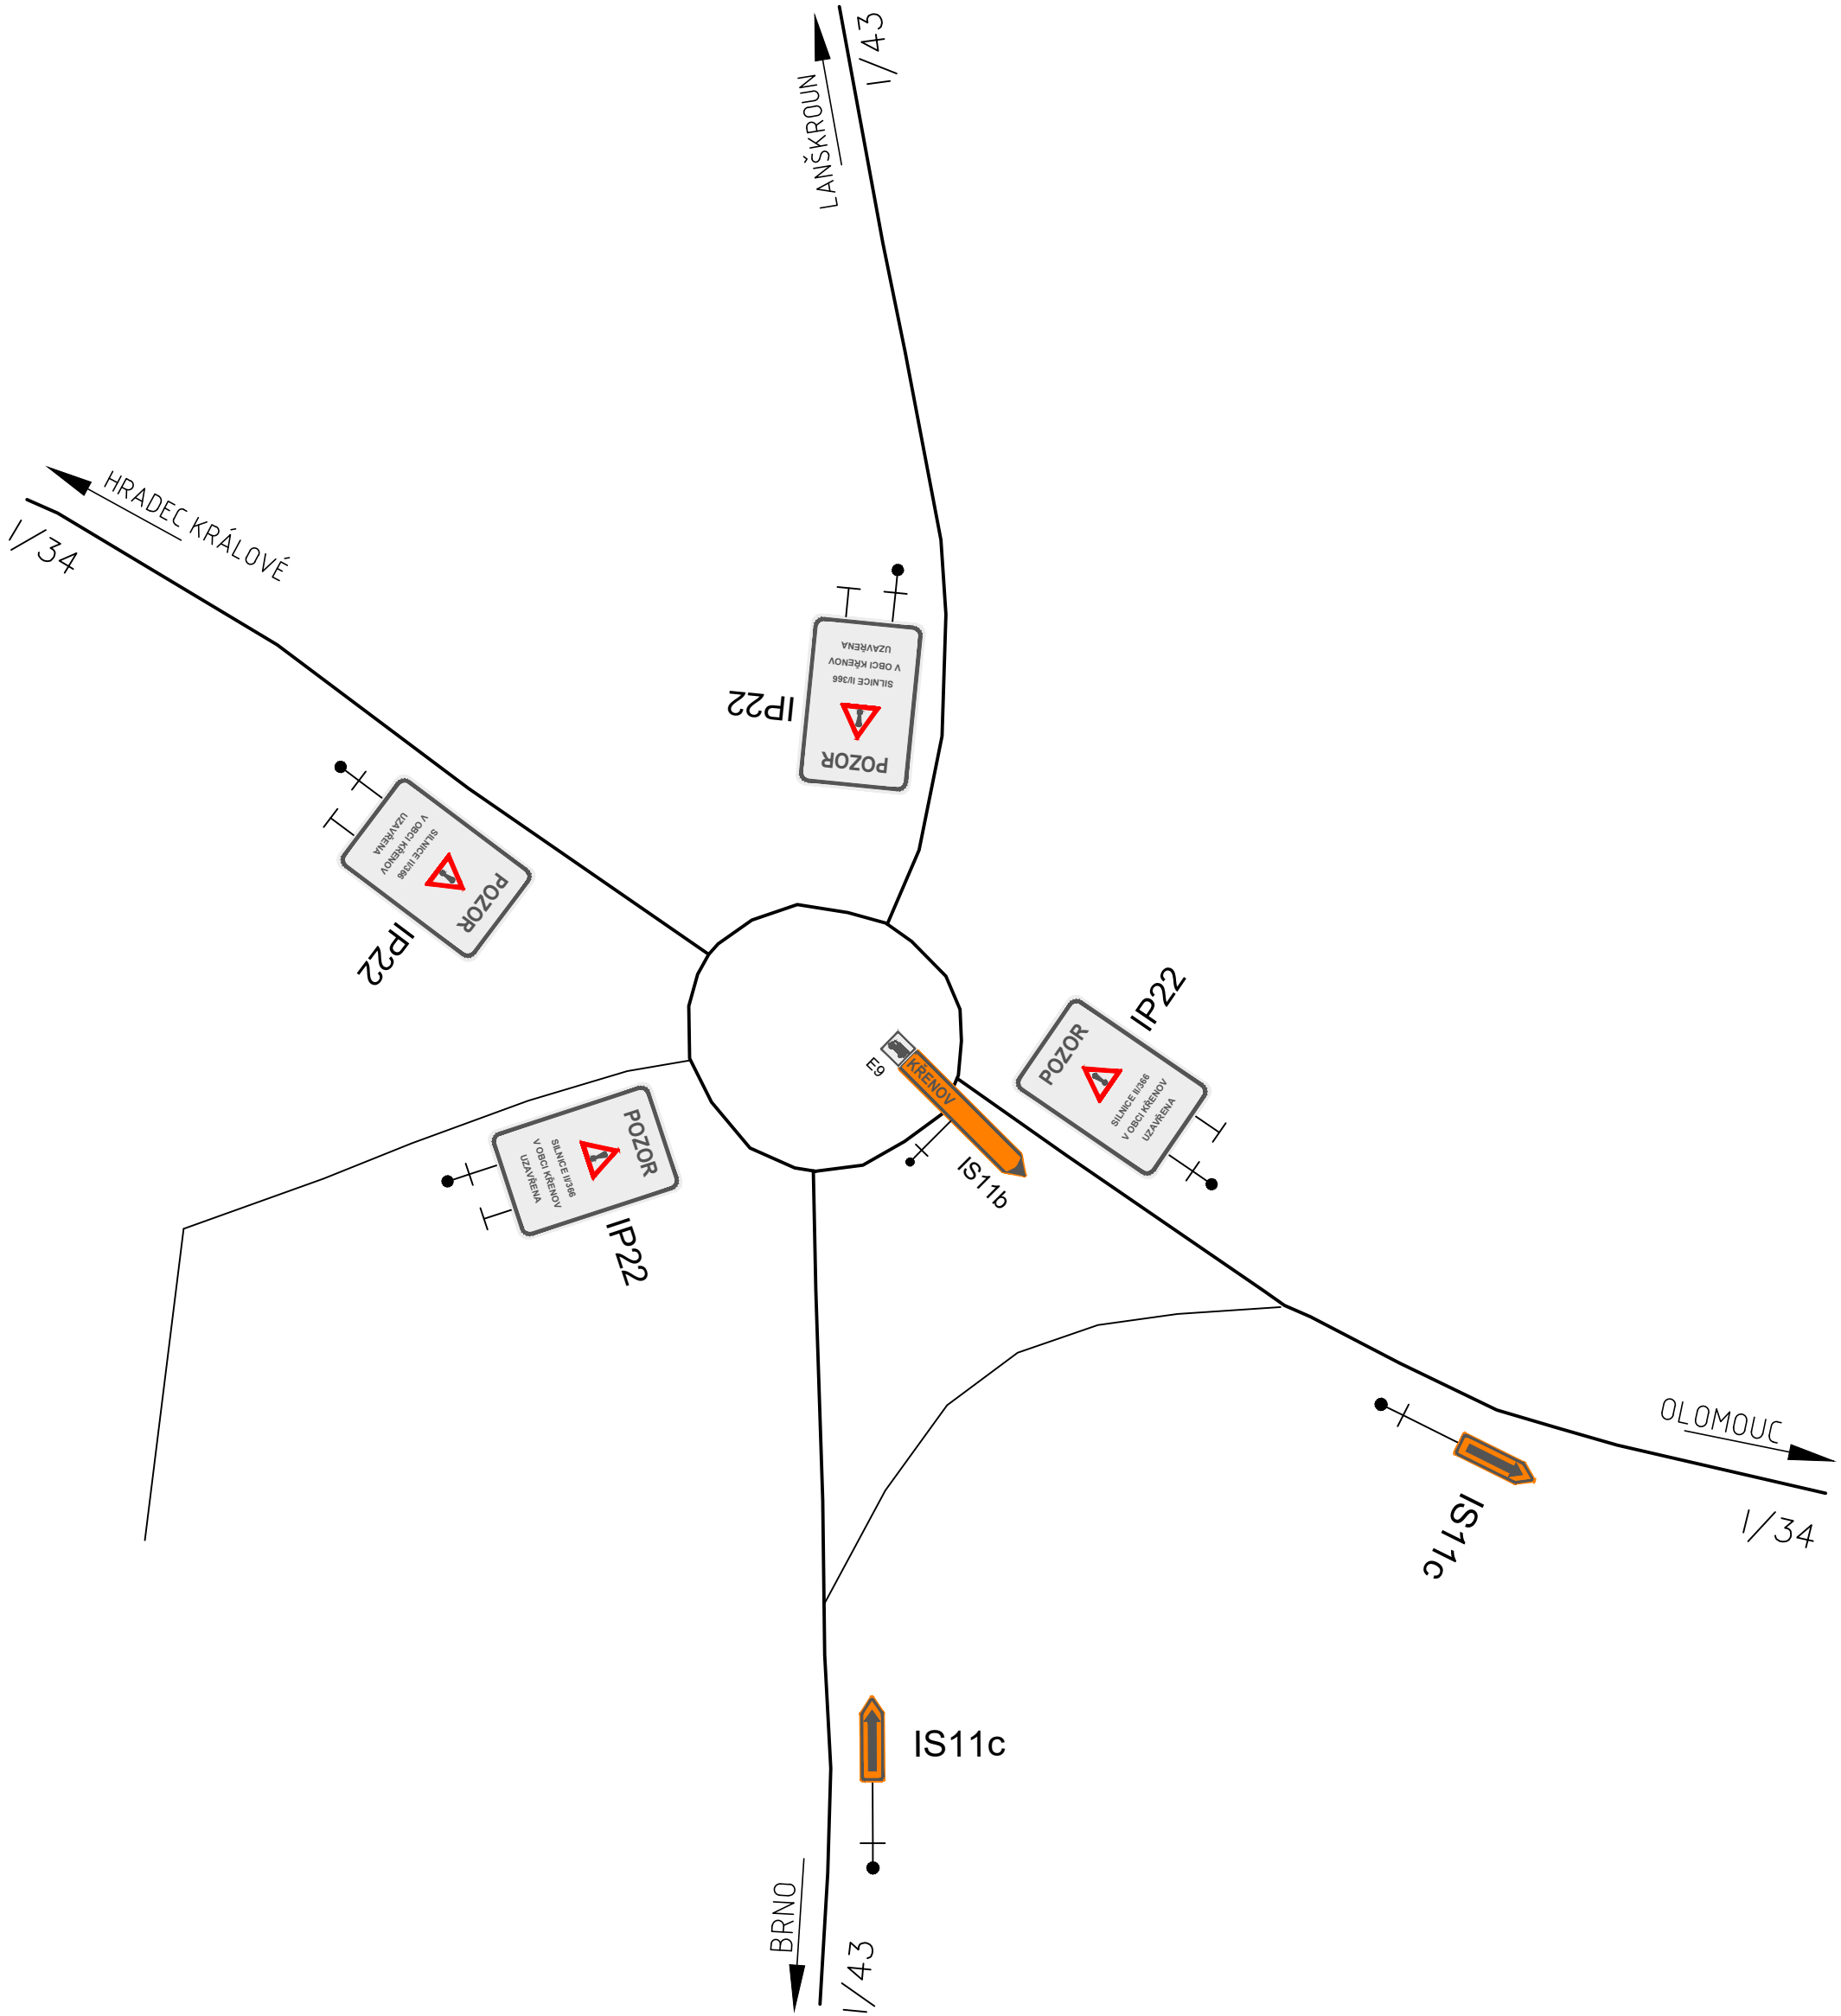 LANŠKROUN
I/43
HRADEC KRÁLOVÉ
I/34
IP22
POZOR
SILNICE II/366
V OBCI KŘENOV
UZAVŘENA
IP22
POZOR
SILNICE II/366
V OBCI KŘENOV
UZAVŘENA
IP22
POZOR
SILNICE II/366
V OBCI KŘENOV
UZAVŘENA
E9
KŘENOV
IS11b
IP22
POZOR
SILNICE II/366
V OBCI KŘENOV
UZAVŘENA
OLOMOUC
I/34
IS11c
IS11c
BRNO
I/43